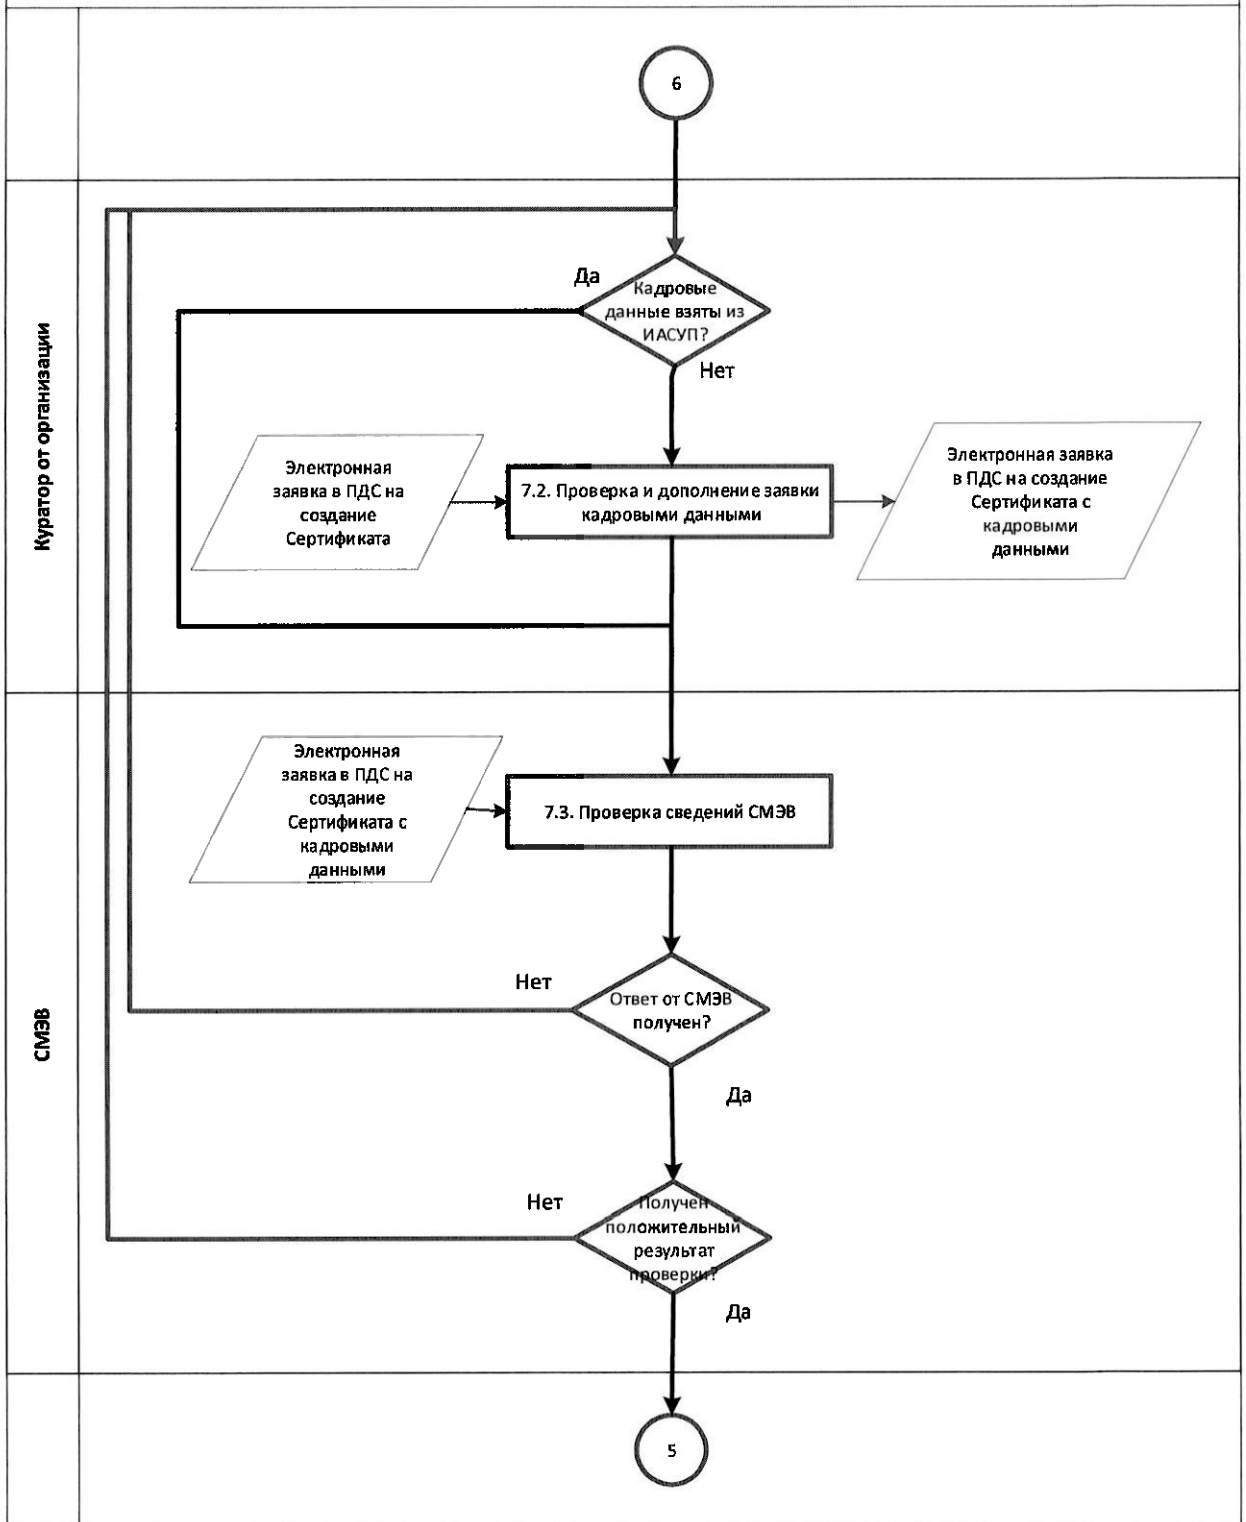 6
Куратор от организации
Да
Кадровые
данные взяты из
ИАСУП?
Нет
Электронная
заявка в ПДС на
создание
Сертификата
7.2. Проверка и дополнение заявки
кадровыми данными
Электронная заявка
в ПДС на создание
Сертификата с
кадровыми
данными
СМЭВ
Электронная
заявка в ПДС на
создание
Сертификата с
кадровыми
данными
7.3. Проверка сведений СМЭВ
Нет
Ответ от СМЭВ
получен?
Да
Нет
Получен
положительный
результат
проверки?
Да
5